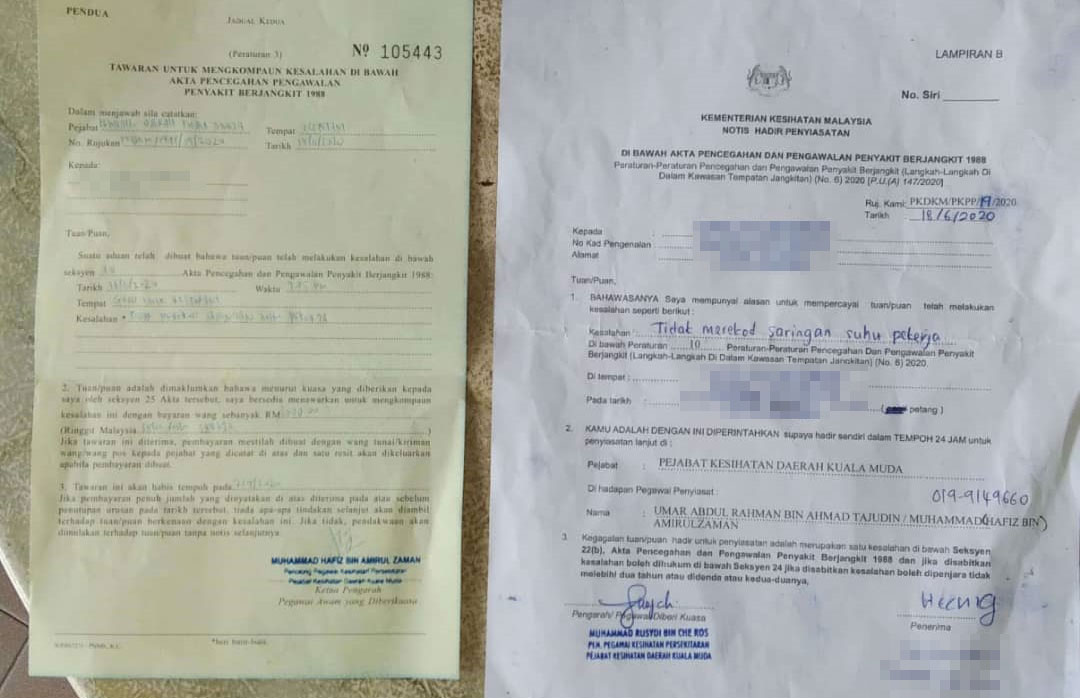 PENDUA
JADUAL KEDUA
(Peraturan 3)
Nº 105443
TAWARAN UNTUK MENGKOMPAUN KESALAHAN DI BAWAH
AKTA PENCEGAHAN PENGAWALAN
PENYAKIT BERJANGKIT 1988
Dalam menjawab sila catatkan:
Pejabat
Tempat
No. Rujukan
Tarikh
Kepada:
Tuan/Puan,
Suatu aduan telah dibuat bahawa tuan/puan telah melakukan kesalahan di bawah
seksyen Akta Pencegahan dan Pengawalan Penyakit Berjangkit 1988:
Tarikh Waktu
Tempat
Kesalahan *
2. Tuan/puan adalah dimaklumkan bahawa menurut kuasa yang diberikan kepada
saya oleh seksyen 25 Akta tersebut, saya bersedia menawarkan untuk mengkompaun
kesalahan ini dengan bayaran wang sebanyak RM
(Ringgit Malaysia )
Jika tawaran ini diterima, pembayaran mestilah dibuat dengan wang tunai/kiriman
wang/wang pos kepada pejabat yang dicatat di atas dan satu resit akan dikeluarkan
apabila pembayaran dibuat.
3. Tawaran ini akan habis tempoh pada
Jika pembayaran penuh jumlah yang dinyatakan di atas diterima pada atau sebelum
penutupan urusan pada tarikh tersebut, tiada apa-apa tindakan selanjut akan diambil
terhadap tuan/puan berkenaan dengan kesalahan ini. Jika tidak, pendakwaan akan
dimulakan terhadap tuan/puan tanpa notis selanjutnya.
MUHAMMAD HAFIZ BIN AMIRUL ZAMAN
Penolong Pegawai Kesihatan Persekitaran
Pejabat Kesihatan Daerah Kuala Muda
Ketua Pengarah
Pegawai Awam yang Diberikuasa
LAMPIRAN B
No. Siri
KEMENTERIAN KESIHATAN MALAYSIA
NOTIS HADIR PENYIASATAN
DI BAWAH AKTA PENCEGAHAN DAN PENGAWALAN PENYAKIT BERJANGKIT 1988
Peraturan-Peraturan Pencegahan dan Pengawalan Penyakit Berjangkit (Langkah-Langkah Di
Dalam Kawasan Tempatan Jangkitan) (No. 6) 2020 [P.U.(A) 147/2020]
Ruj. Kami: PKDKM/PKPP/19/2020
Tarikh : 18/6/2020
Kepada :
No Kad Pengenalan :
Alamat :
Tuan/Puan,
1. BAHAWASANYA Saya mempunyai alasan untuk mempercayai tuan/puan telah melakukan
kesalahan seperti berikut :
Kesalahan : Tidak merekod saringan suhu pekerja
Di bawah Peraturan 10 Peraturan-Peraturan Pencegahan Dan Pengawalan Penyakit
Berjangkit (Langkah-Langkah Di Dalam Kawasan Tempatan Jangkitan) (No. 6) 2020.
Di tempat :
Pada tarikh : ( petang )
2. KAMU ADALAH DENGAN INI DIPERINTAHKAN supaya hadir sendiri dalam TEMPOH 24 JAM untuk
penyiasatan lanjut di :
Pejabat : PEJABAT KESIHATAN DAERAH KUALA MUDA
Di hadapan Pegawai Penyiasat :
019-9149660
Nama : UMAR ABDUL RAHMAN BIN AHMAD TAJUDIN / MUHAMMAD HAFIZ BIN
AMIRULZAMAN
3. Kegagalan tuan/puan hadir untuk penyiasatan adalah merupakan satu kesalahan di bawah Seksyen
22(b), Akta Pencegahan dan Pengawalan Penyakit Berjangkit 1988 dan jika disabitkan
kesalahan boleh dihukum di bawah Seksyen 24 jika disabitkan kesalahan boleh dipenjara tidak
melebihi dua tahun atau didenda atau kedua-duanya,
Pengarah/ Pegawai Diberi Kuasa
Penerima
MUHAMMAD RUSYDI BIN CHE ROS
PEN. PEGAWAI KESIHATAN PERSEKITARAN
PEJABAT KESIHATAN DAERAH KUALA MUDA